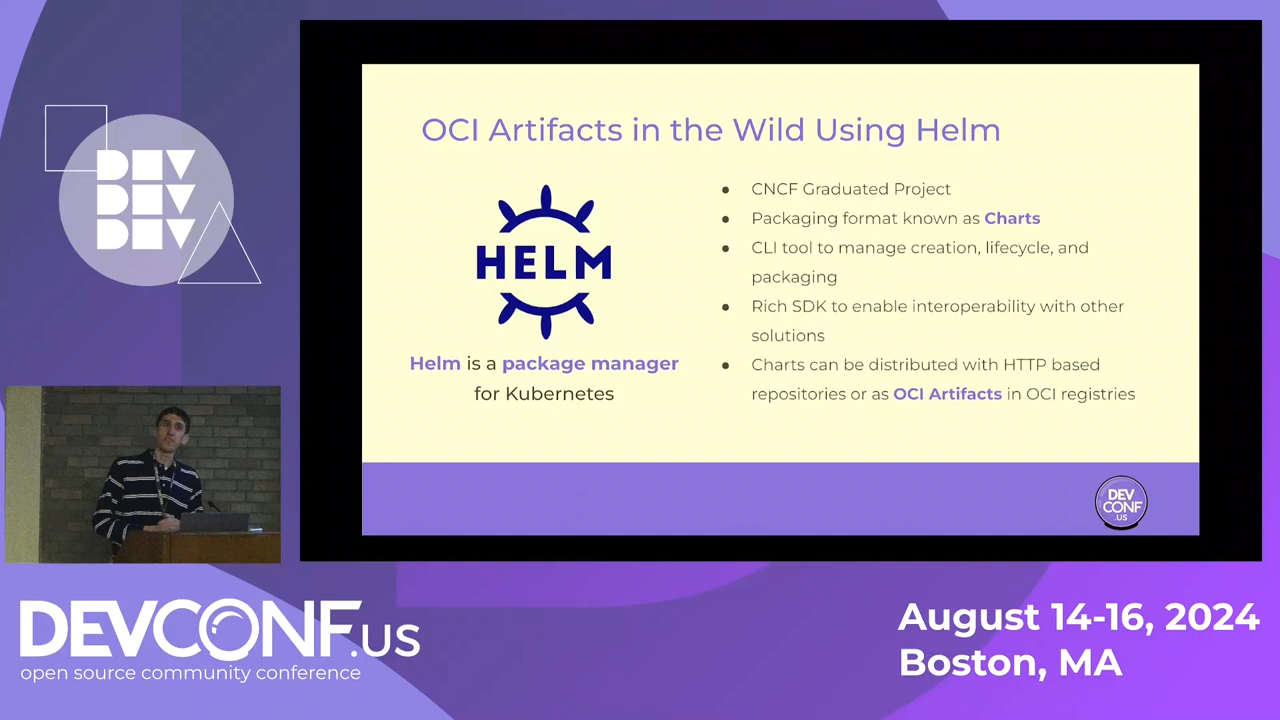 DEV
DEV
DEV
OCI Artifacts in the Wild Using Helm
HELM
Helm is a package manager
for Kubernetes
● CNCF Graduated Project
● Packaging format known as Charts
● CLI tool to manage creation, lifecycle, and
packaging
● Rich SDK to enable interoperability with other
solutions
● Charts can be distributed with HTTP based
repositories or as OCI Artifacts in OCI registries
DEV
CONF
.US
DEVCONF.US
open source community conference
August 14-16, 2024
Boston, MA